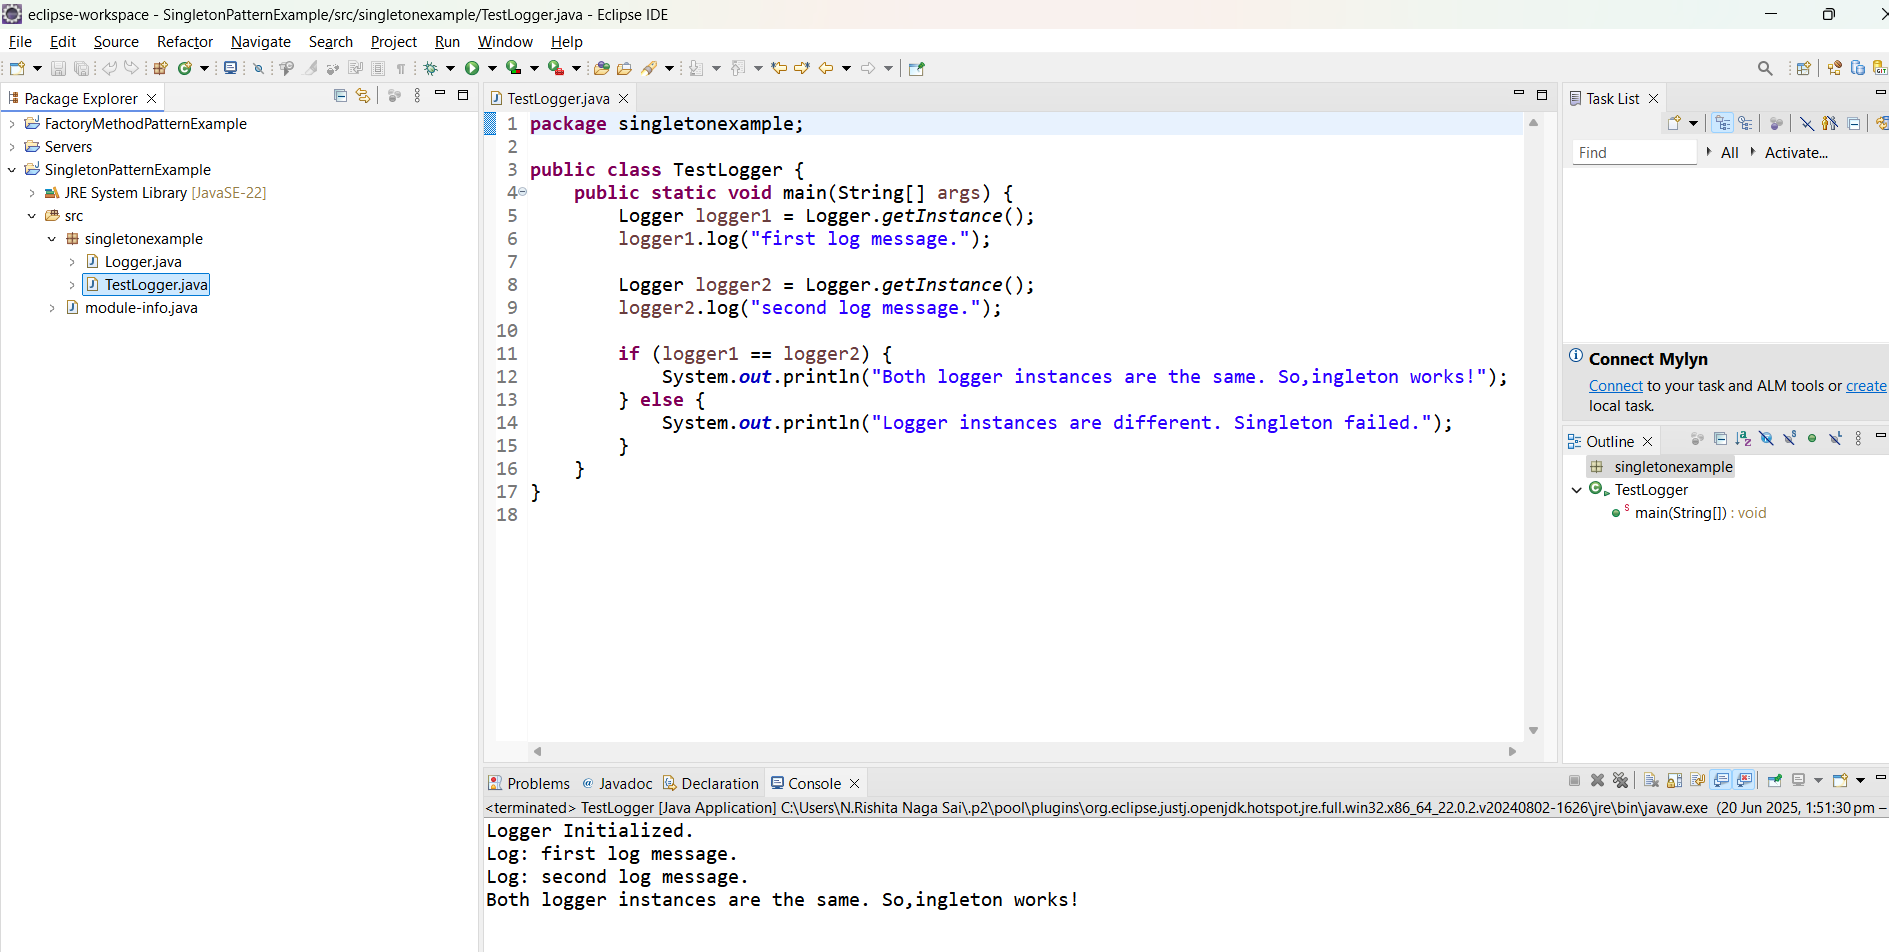 eclipse-workspace - SingletonPatternExample/src/singletonexample/TestLogger.java - Eclipse IDE
File Edit Source Refactor Navigate Search Project Run Window Help
Package Explorer
FactoryMethodPatternExample
Servers
SingletonPatternExample
JRE System Library [JavaSE-22]
src
singletonexample
Logger.java
TestLogger.java
module-info.java
TestLogger.java
1 package singletonexample;
2
3 public class TestLogger {
4 public static void main(String[] args) {
5 Logger logger1 = Logger.getInstance();
6 logger1.log("first log message.");
7
8 Logger logger2 = Logger.getInstance();
9 logger2.log("second log message.");
10
11 if (logger1 == logger2) {
12 System.out.println("Both logger instances are the same. So,ingleton works!");
13 } else {
14 System.out.println("Logger instances are different. Singleton failed.");
15 }
16 }
17 }
18
Task List
Find All Activate...
Connect Mylyn
Connect to your task and ALM tools or create
local task.
Outline
singletonexample
TestLogger
main(String[]) : void
Problems Javadoc Declaration Console
<terminated> TestLogger [Java Application] C:\Users\N.Rishita Naga Sai\.p2\pool\plugins\org.eclipse.justj.openjdk.hotspot.jre.full.win32.x86_64_22.0.2.v20240802-1626\jre\bin\javaw.exe (20 Jun 2025, 1:51:30 pm –
Logger Initialized.
Log: first log message.
Log: second log message.
Both logger instances are the same. So,ingleton works!